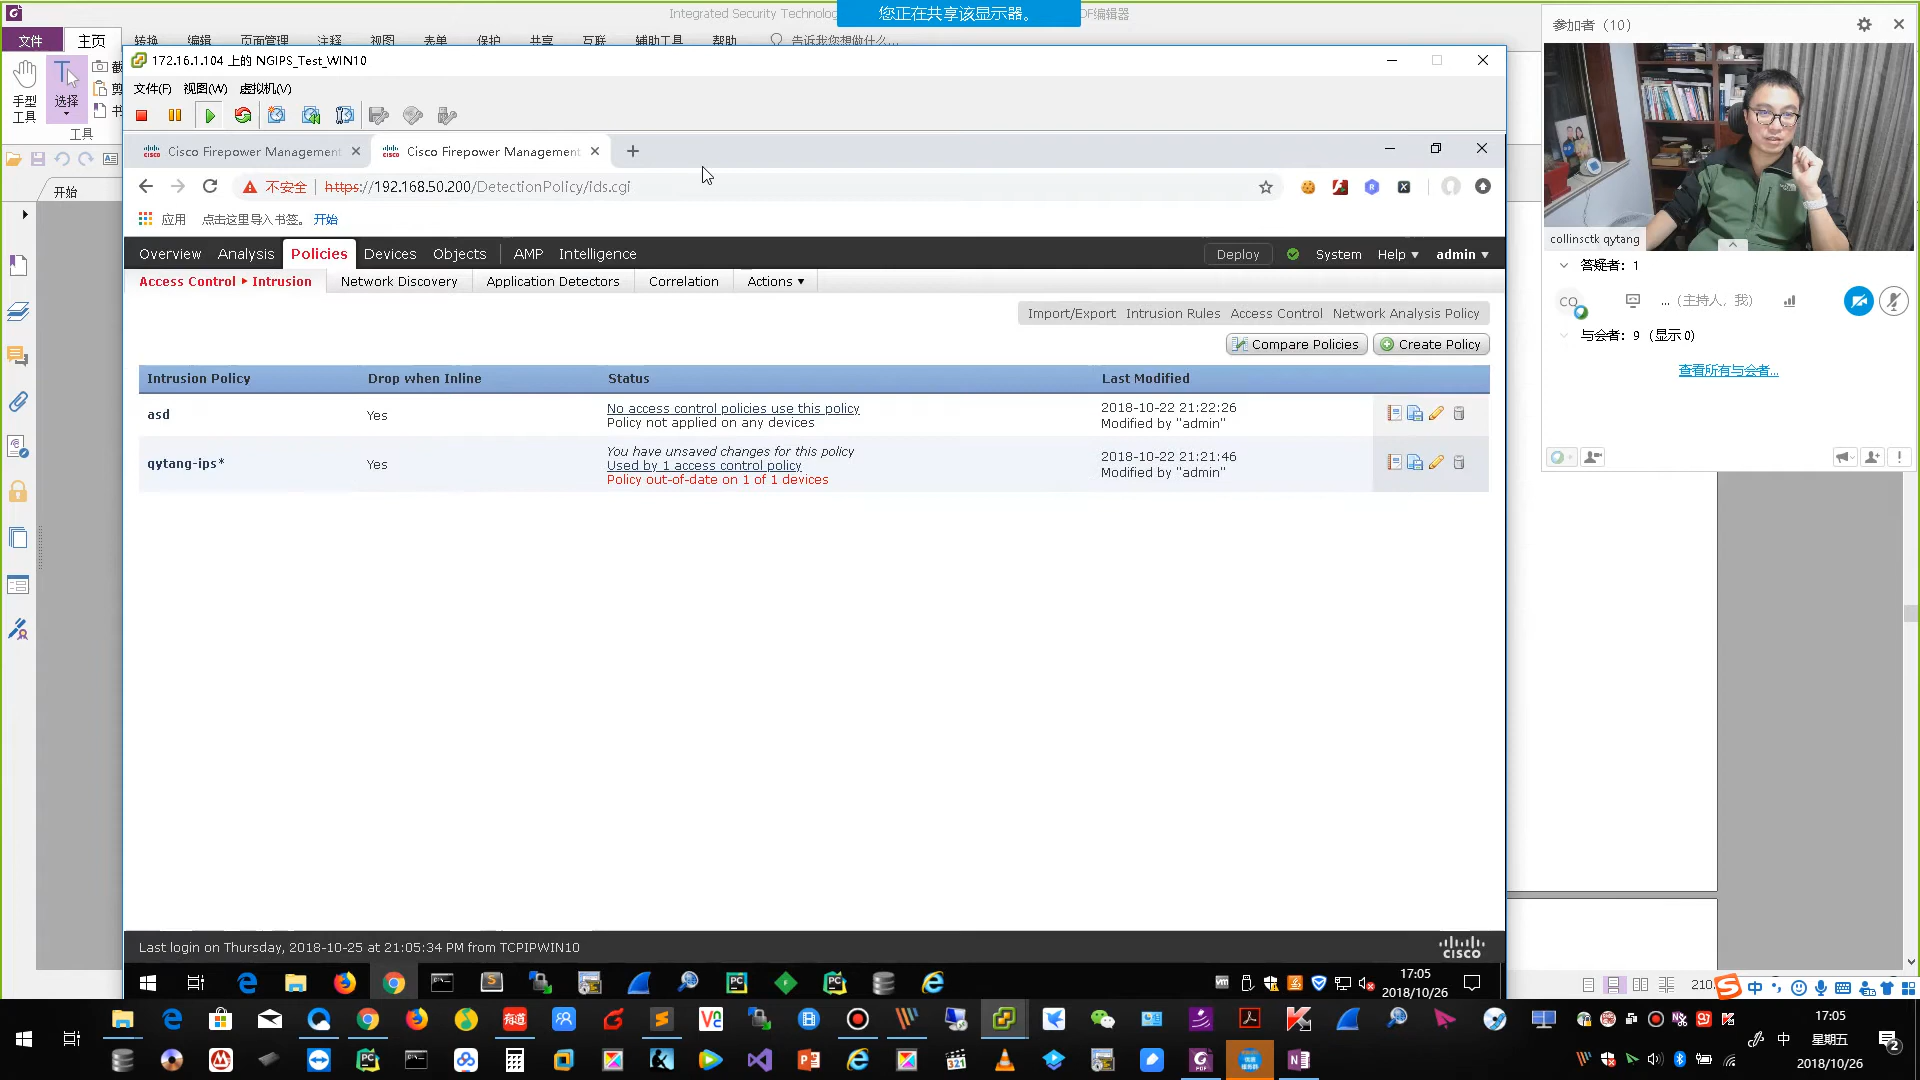 Integrated Security Technolog
您正在共享该显示器。
DF编辑器
文件
主页
转换
编辑
页面管理
注释
视图
表单
保护
共享
互联
辅助工具
帮助
告诉我您想做什么...
手型
工具
选择
工具
开始
172.16.1.104 上的 NGIPS_Test_WIN10
文件(F) 视图(W) 虚拟机(V)
Cisco Firepower Management
Cisco Firepower Management
不安全
https://192.168.50.200/DetectionPolicy/ids.cgi
应用
点击这里导入书签。
开始
Overview
Analysis
Policies
Devices
Objects
AMP
Intelligence
Deploy
System
Help ▾
admin ▾
Access Control ▸ Intrusion
Network Discovery
Application Detectors
Correlation
Actions ▾
Import/Export
Intrusion Rules
Access Control
Network Analysis Policy
Compare Policies
Create Policy
Intrusion Policy
Drop when Inline
Status
Last Modified
asd
Yes
No access control policies use this policy
Policy not applied on any devices
2018-10-22 21:22:26
Modified by "admin"
qytang-ips*
Yes
You have unsaved changes for this policy
Used by 1 access control policy
Policy out-of-date on 1 of 1 devices
2018-10-22 21:21:46
Modified by "admin"
Last login on Thursday, 2018-10-25 at 21:05:34 PM from TCPIPWIN10
CISCO
17:05
2018/10/26
参加者 (10)
collinsctk qytang
答疑者: 1
CQ
... (主持人, 我)
与会者: 9 (显示 0)
查看所有与会者...
210.
中
17:05
中
星期五
2018/10/26
2